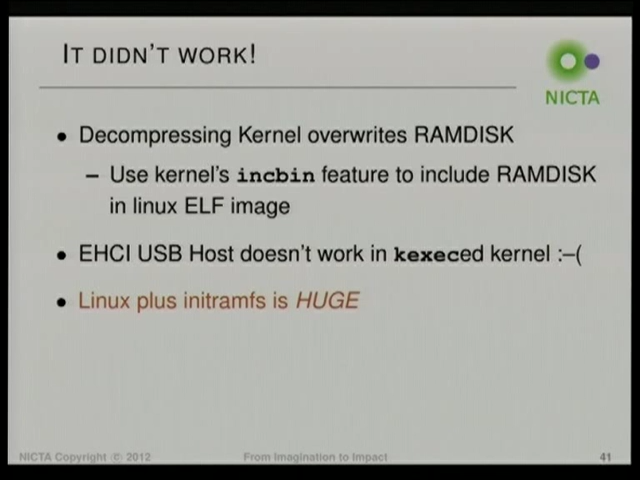 IT DIDN'T WORK!
NICTA
• Decompressing Kernel overwrites RAMDISK
– Use kernel's incbin feature to include RAMDISK
in linux ELF image
• EHCI USB Host doesn't work in kexeced kernel :–(
• Linux plus initramfs is HUGE
NICTA Copyright © 2012
From Imagination to Impact
41